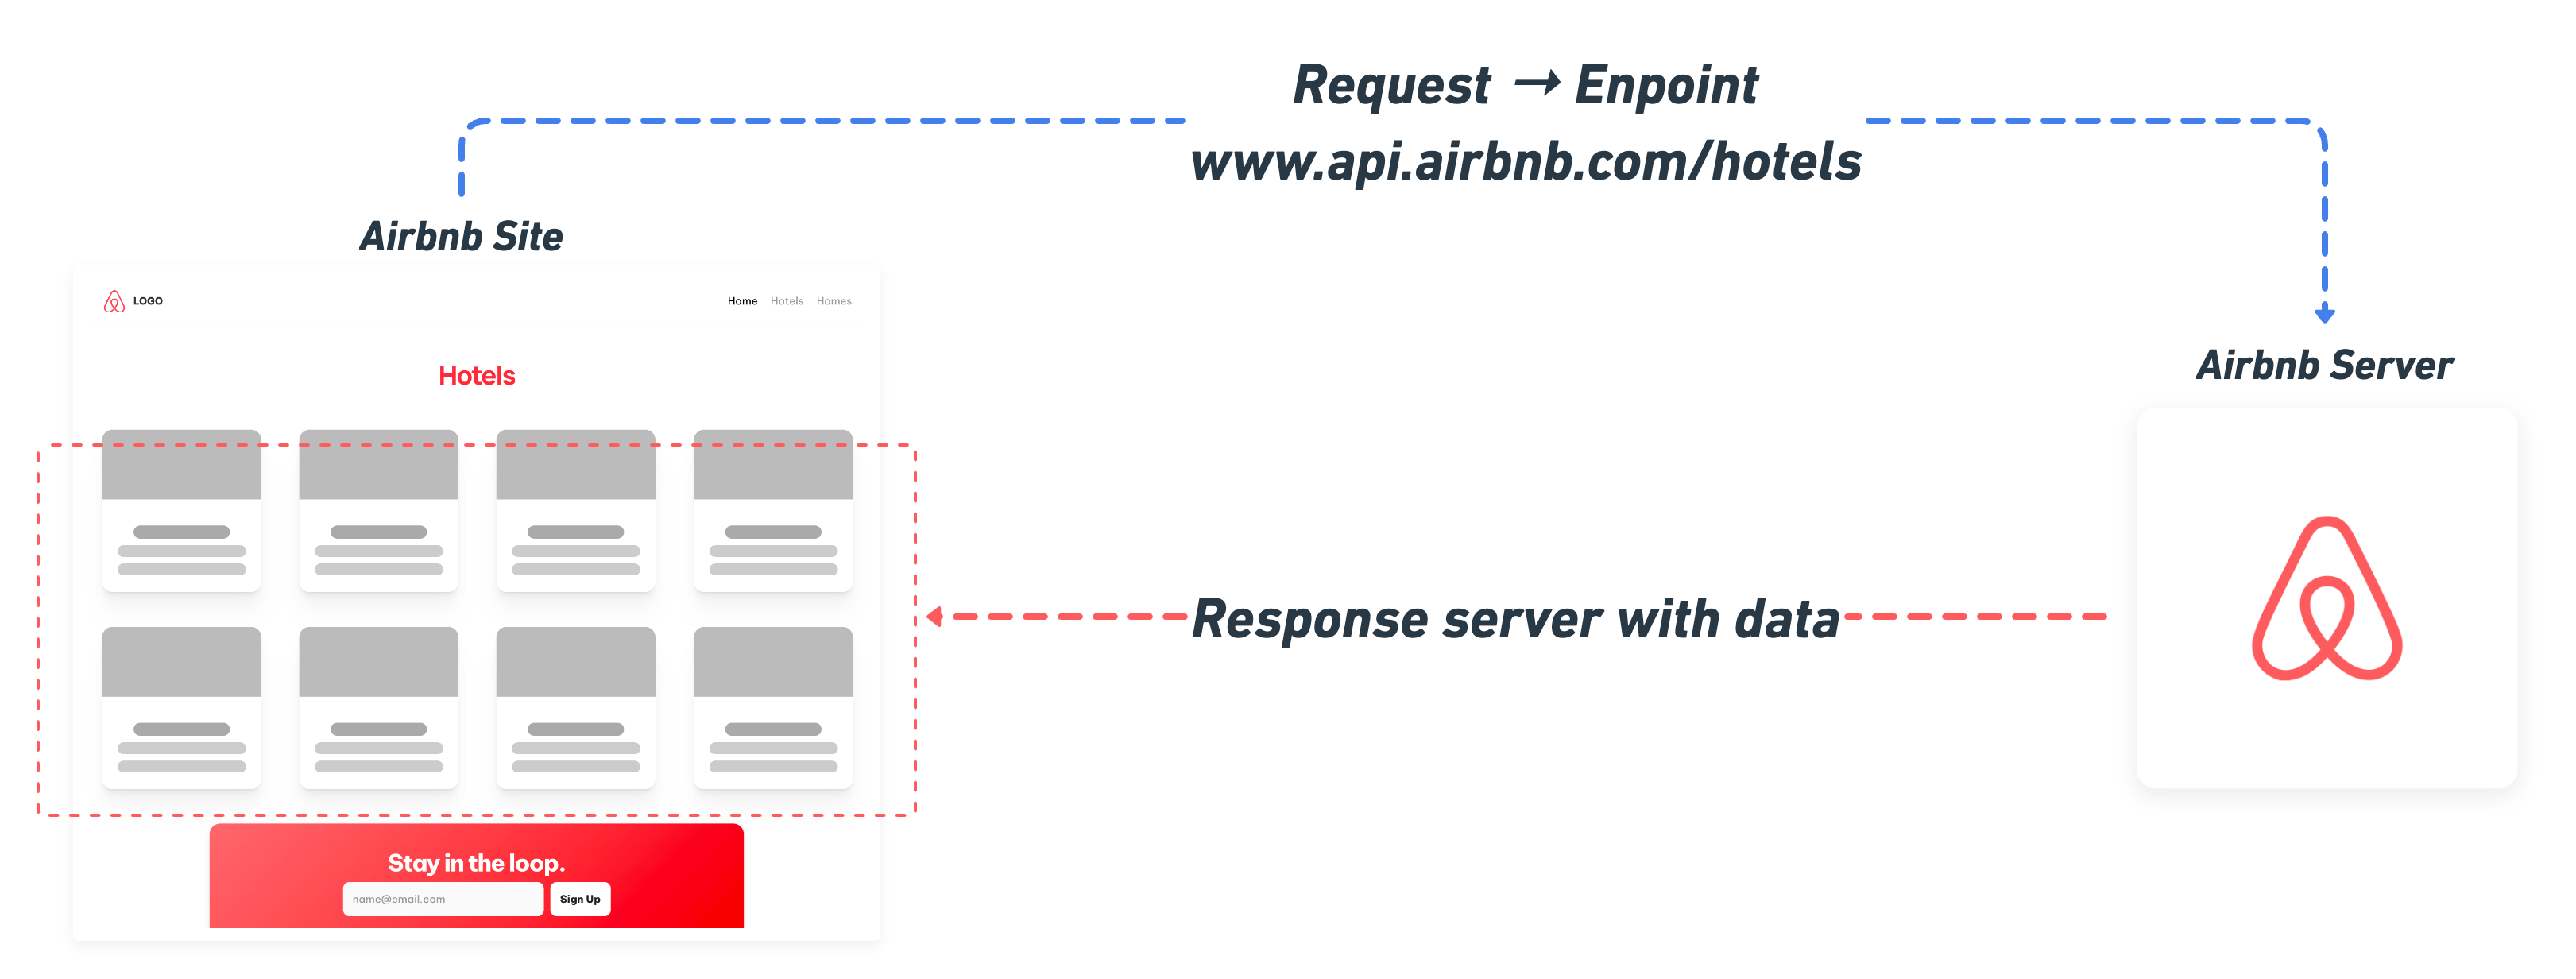 Request → Enpoint
www.api.airbnb.com/hotels
Airbnb Site
LOGO
Home Hotels Homes
Hotels
Airbnb Server
Response server with data
Stay in the loop.
name@email.com
Sign Up